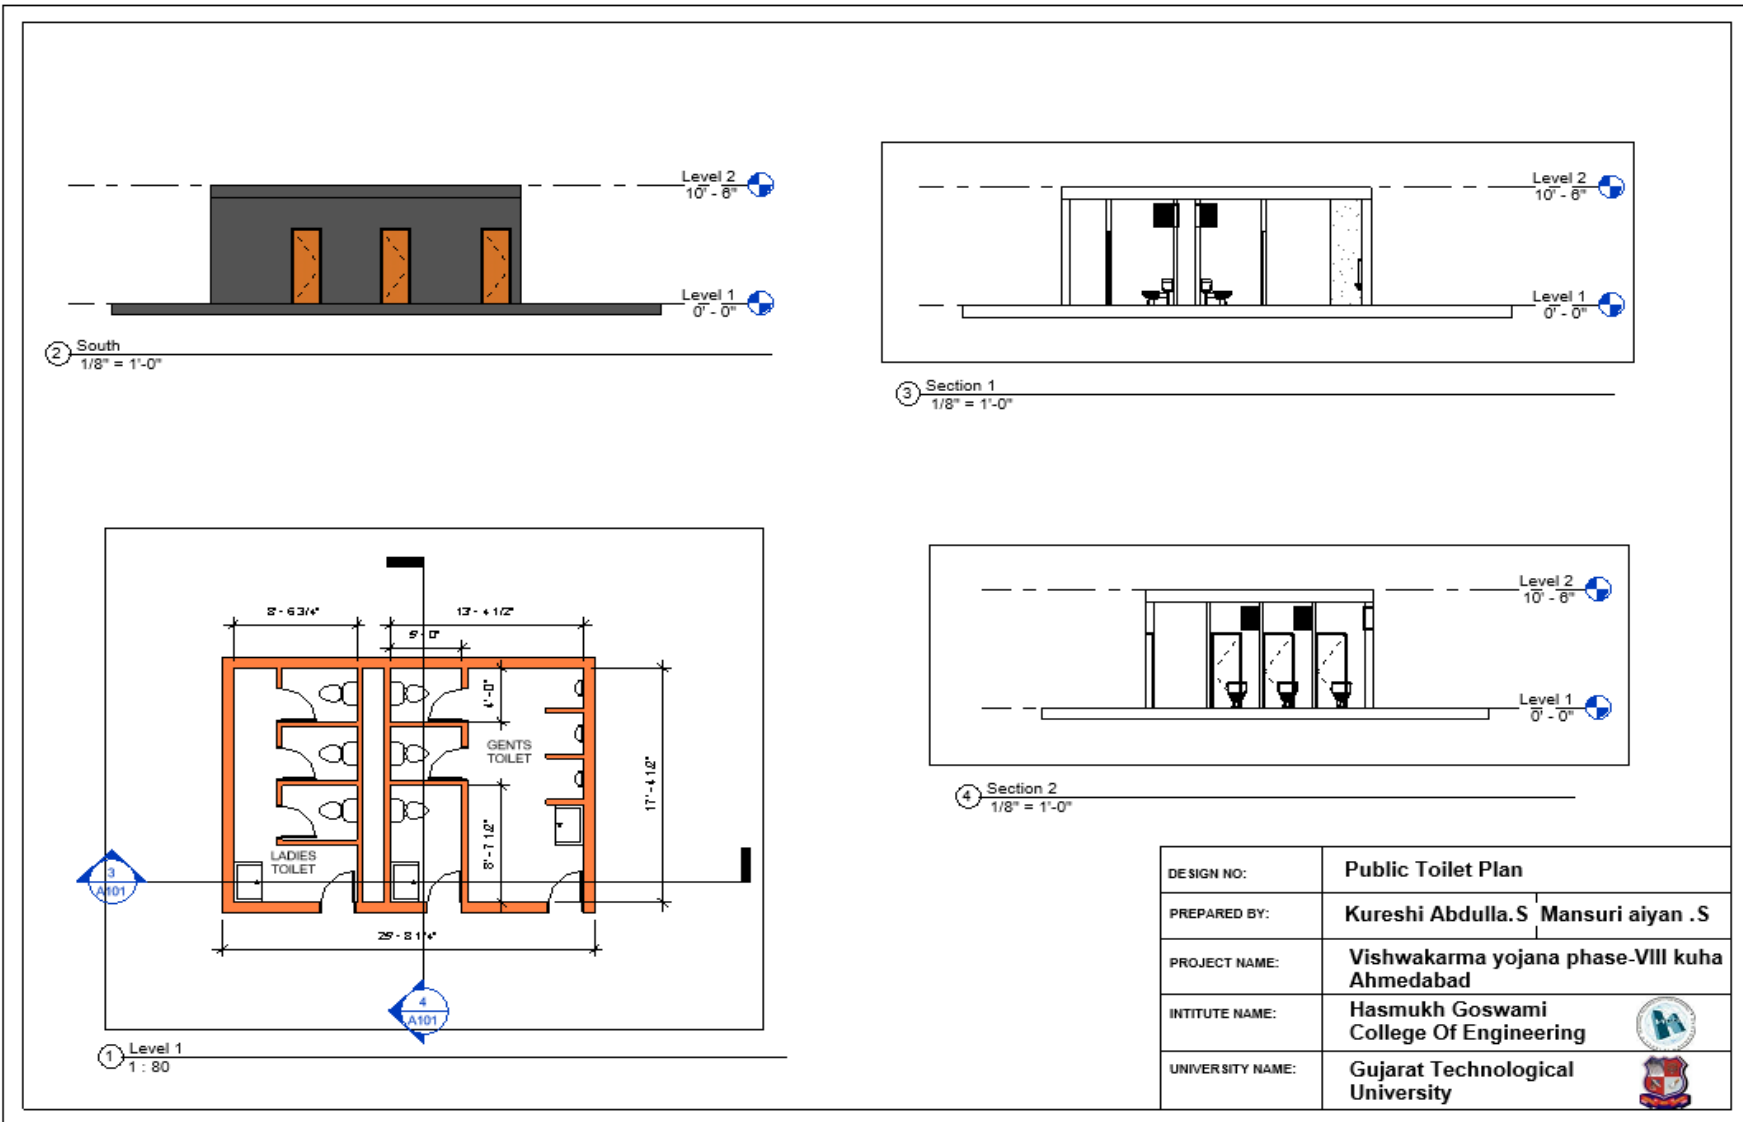 Level 2
10' - 6"
Level 1
0' - 0"
2
South
1/8" = 1'-0"
Level 2
10' - 6"
Level 1
0' - 0"
3
Section 1
1/8" = 1'-0"
8' - 6 3/4"
13' - 4 1/2"
5' - 0"
4' - 0"
GENTS
TOILET
17' - 4 1/2"
8' - 7 1/2"
LADIES
TOILET
3
A101
25' - 8 1/4"
4
A101
1
Level 1
1 : 80
Level 2
10' - 6"
Level 1
0' - 0"
4
Section 2
1/8" = 1'-0"
DESIGN NO: Public Toilet Plan
PREPARED BY: Kureshi Abdulla.S Mansuri aiyan .S
PROJECT NAME: Vishwakarma yojana phase-VIII kuha
Ahmedabad
INTITUTE NAME: Hasmukh Goswami
College Of Engineering
UNIVERSITY NAME: Gujarat Technological
University